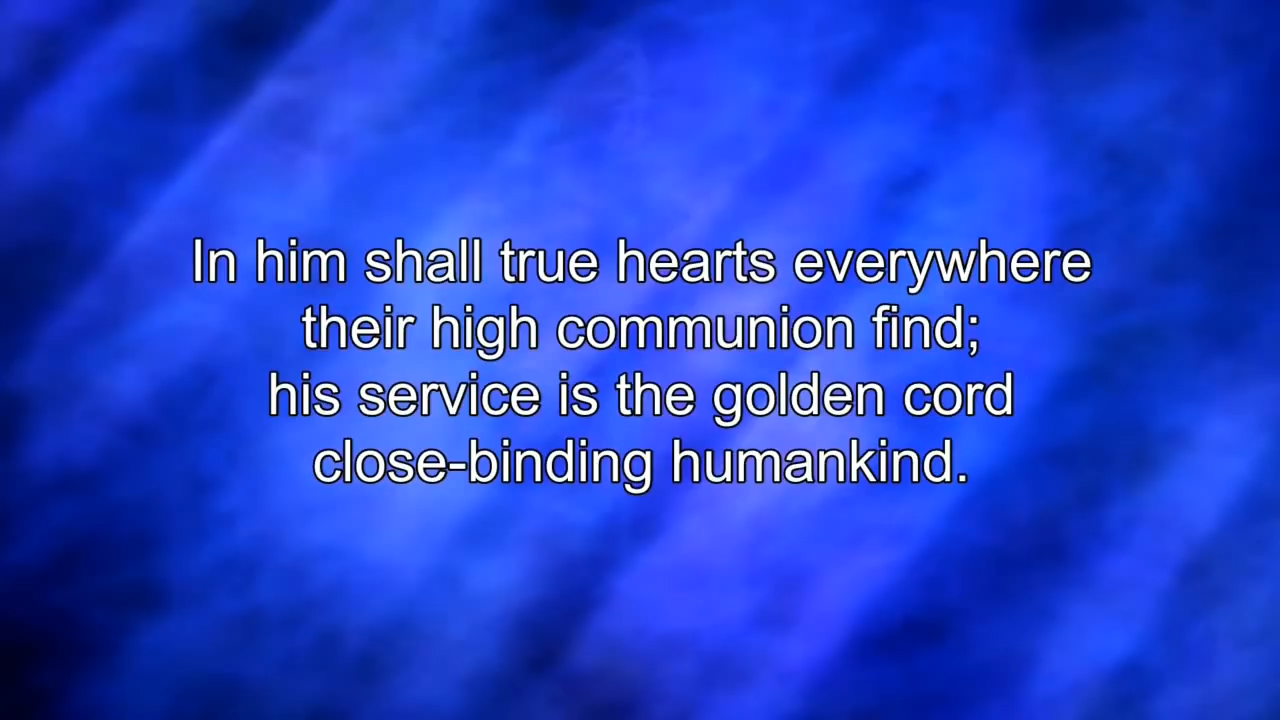 In him shall true hearts everywhere
their high communion find;
his service is the golden cord
close-binding humankind.